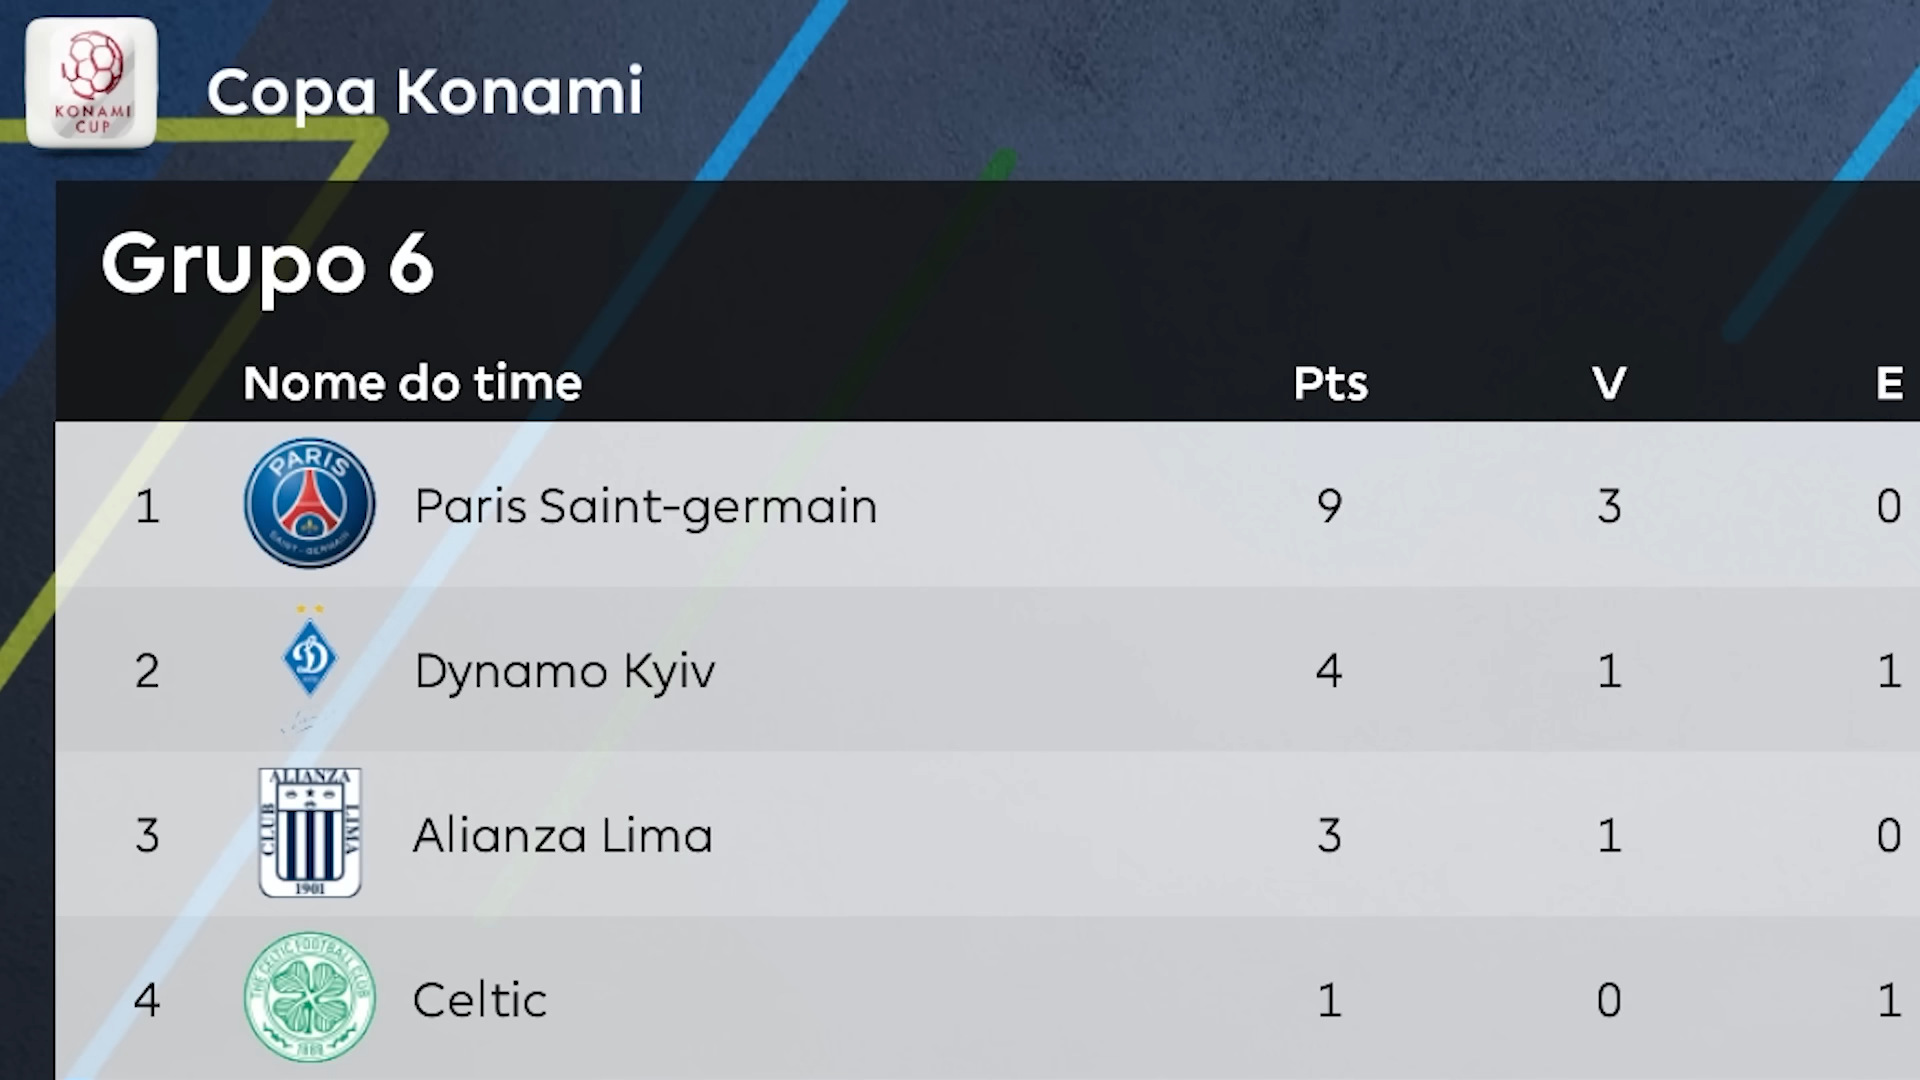 KONAMI
CUP
Copa Konami
Grupo 6
Nome do time Pts V E
PARIS
SAINT-GERMAIN
1 Paris Saint-germain 9 3 0
2 Dynamo Kyiv 4 1 1
ALIANZA
CLUB
LIMA
1901
3 Alianza Lima 3 1 0
THE CELTIC FOOTBALL CLUB
4 Celtic 1 0 1